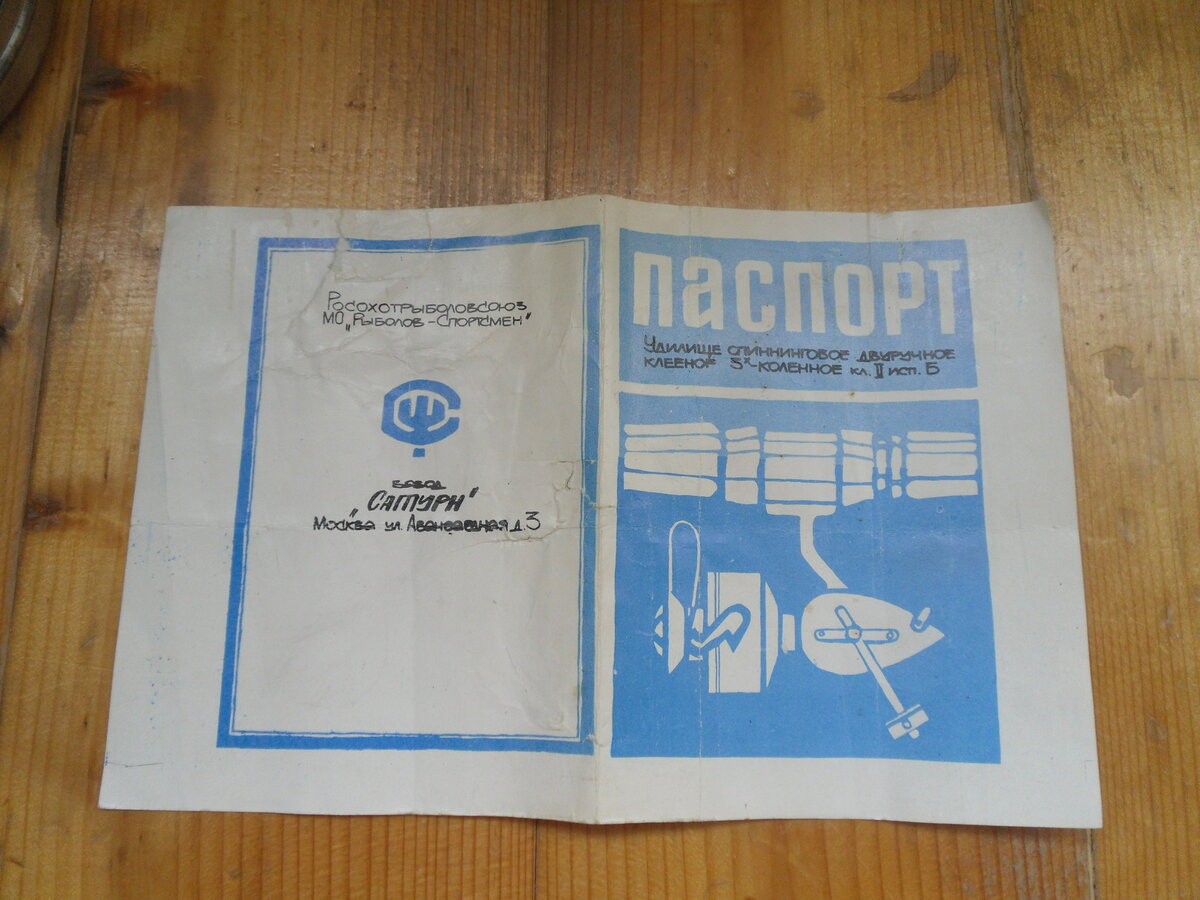 Росохотрыболовсоюз
МО „Рыболов-Спортсмен"
завод
„Сатурн"
Москва ул. Авангардная д. 3
ПАСПОРТ
Удилище спиннинговое двуручное
клееное 3х-коленное кл. II исп. Б